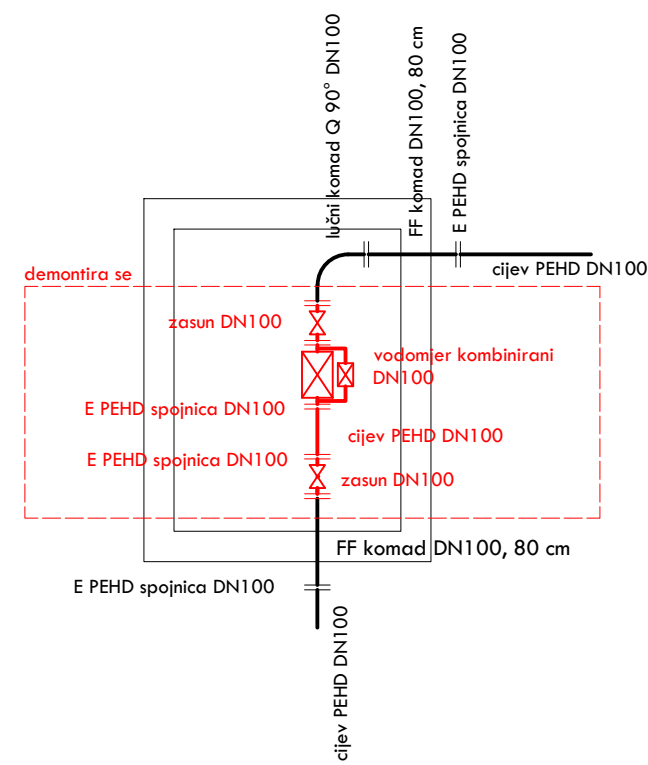 lučni komad Q 90° DN100
FF komad DN100, 80 cm
E PEHD spojnica DN100
cijev PEHD DN100
demontira se
zasun DN100
vodomjer kombinirani
DN100
E PEHD spojnica DN100
cijev PEHD DN100
E PEHD spojnica DN100
zasun DN100
FF komad DN100, 80 cm
E PEHD spojnica DN100
cijev PEHD DN100